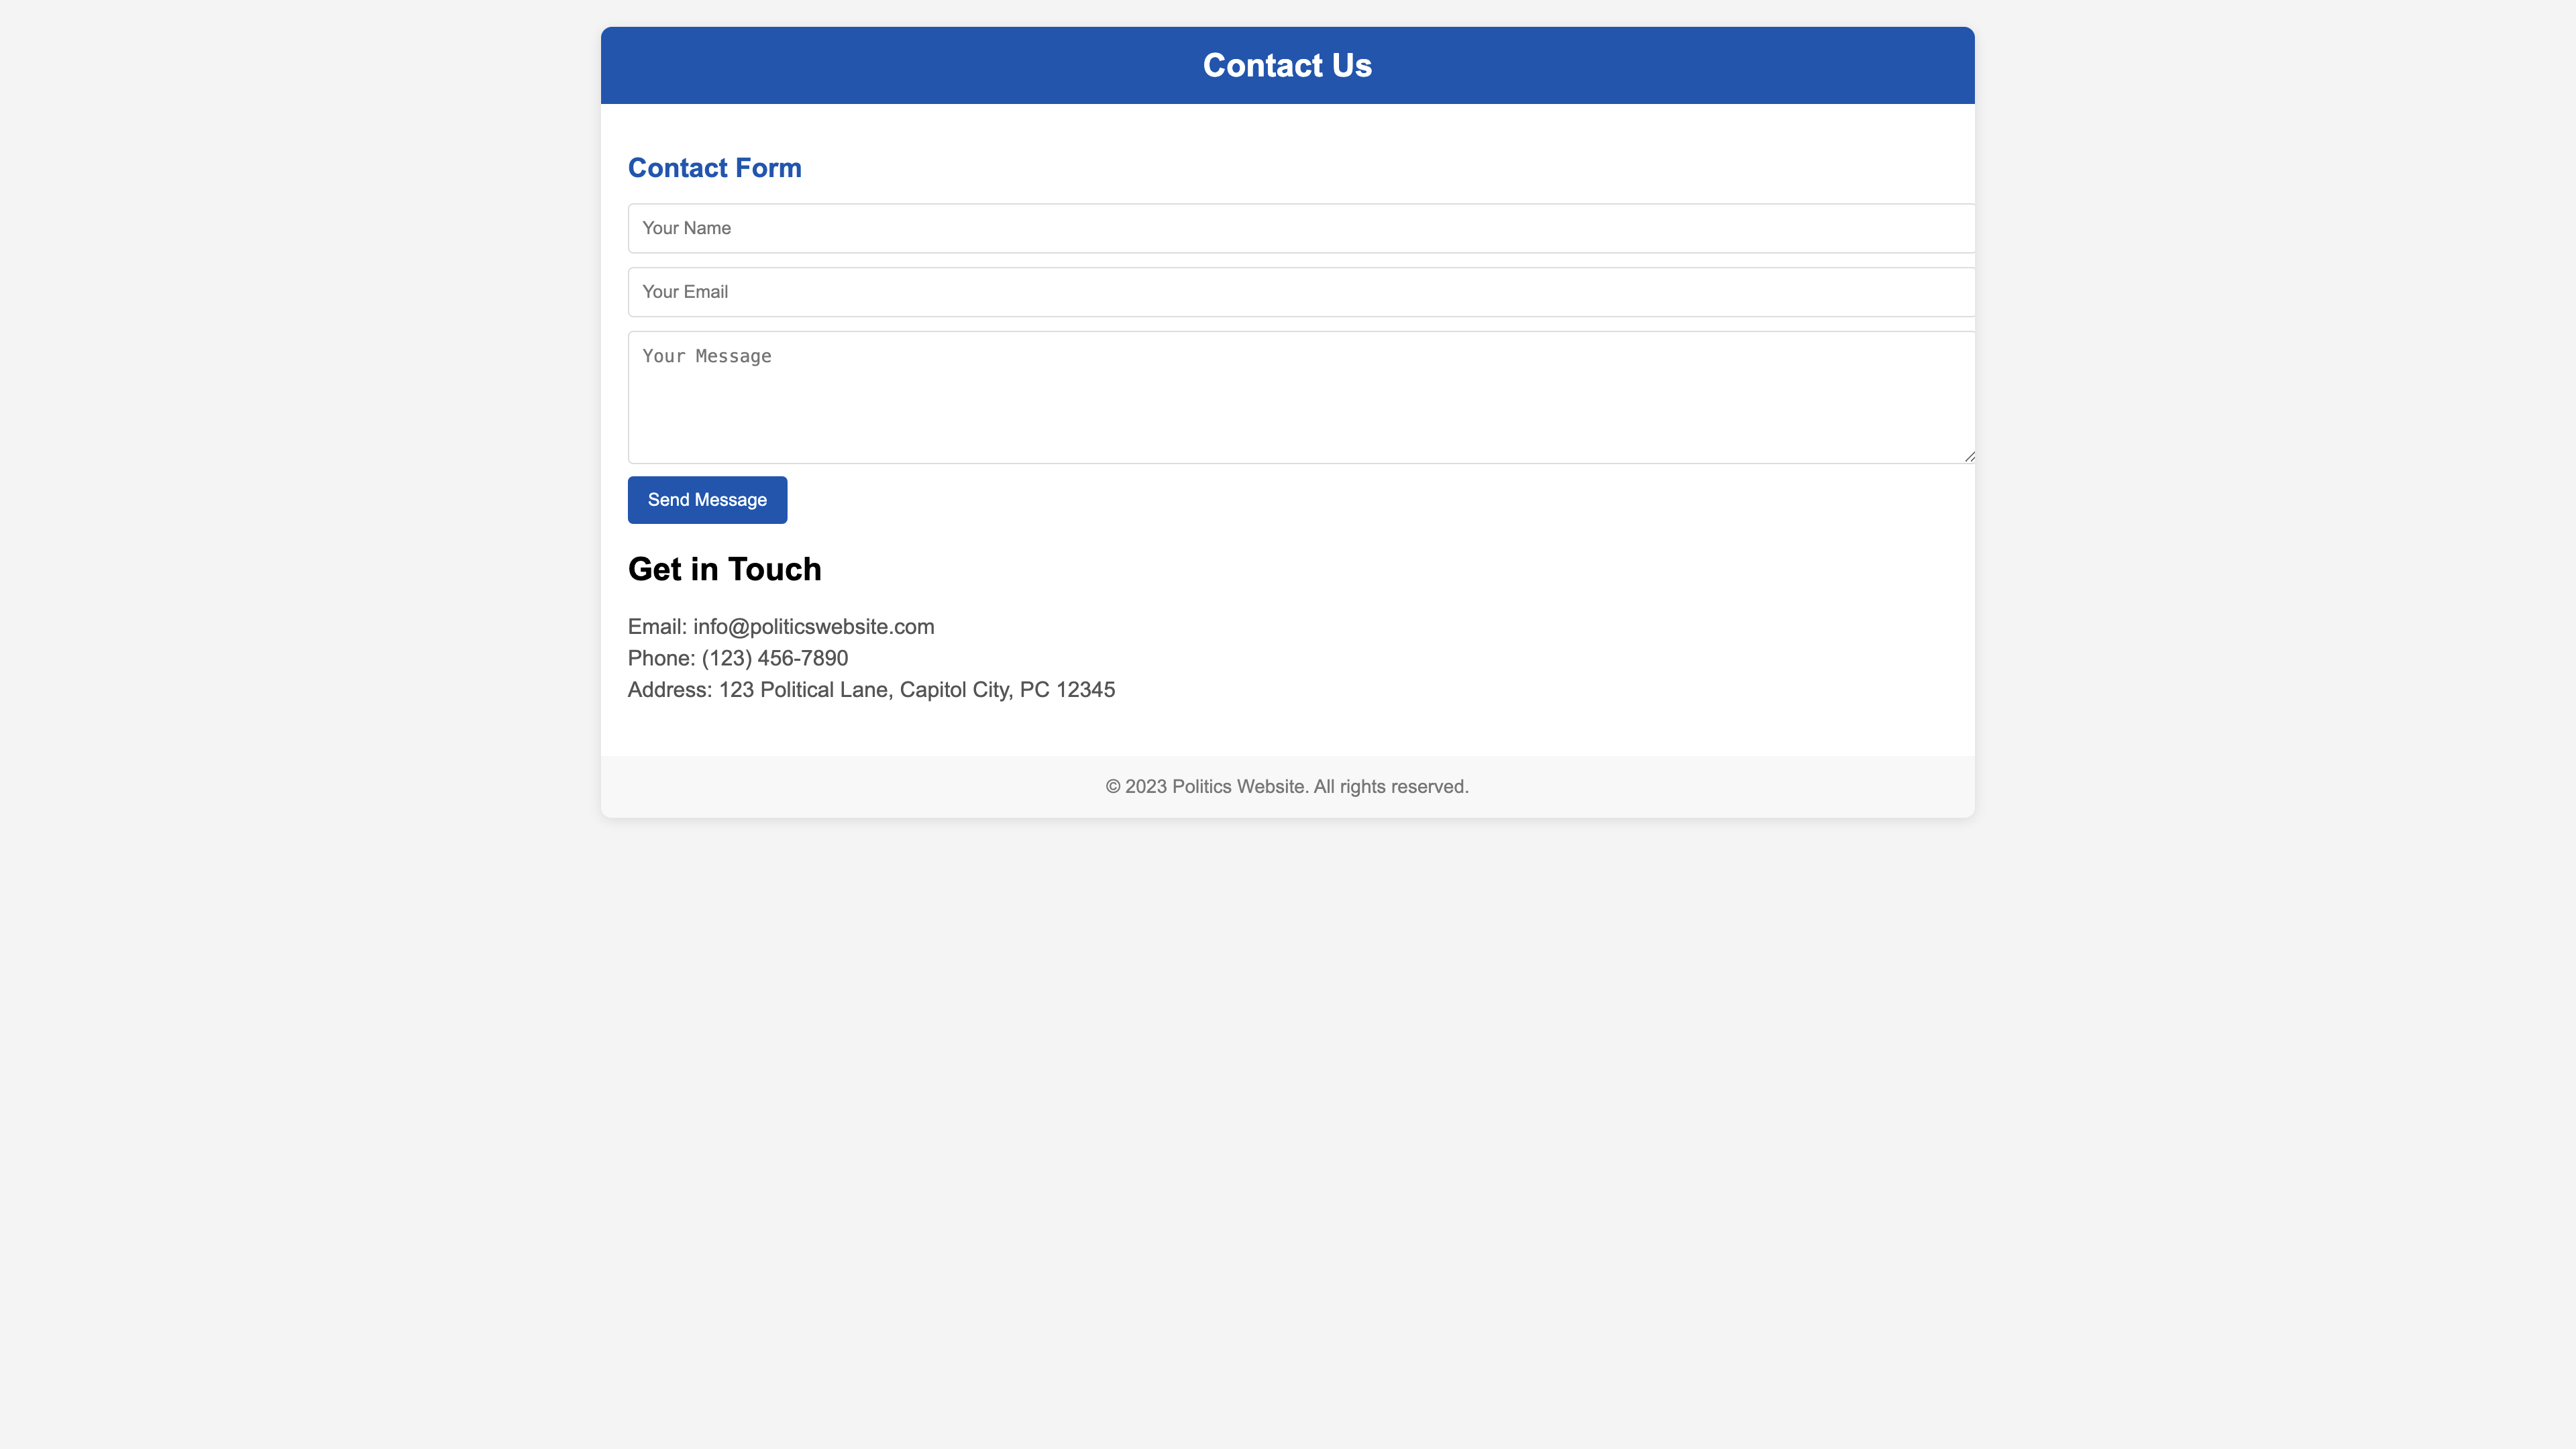 Contact Us
Contact Form
Your Name
Your Email
Your Message
Send Message
Get in Touch
Email: info@politicswebsite.com
Phone: (123) 456-7890
Address: 123 Political Lane, Capitol City, PC 12345
© 2023 Politics Website. All rights reserved.